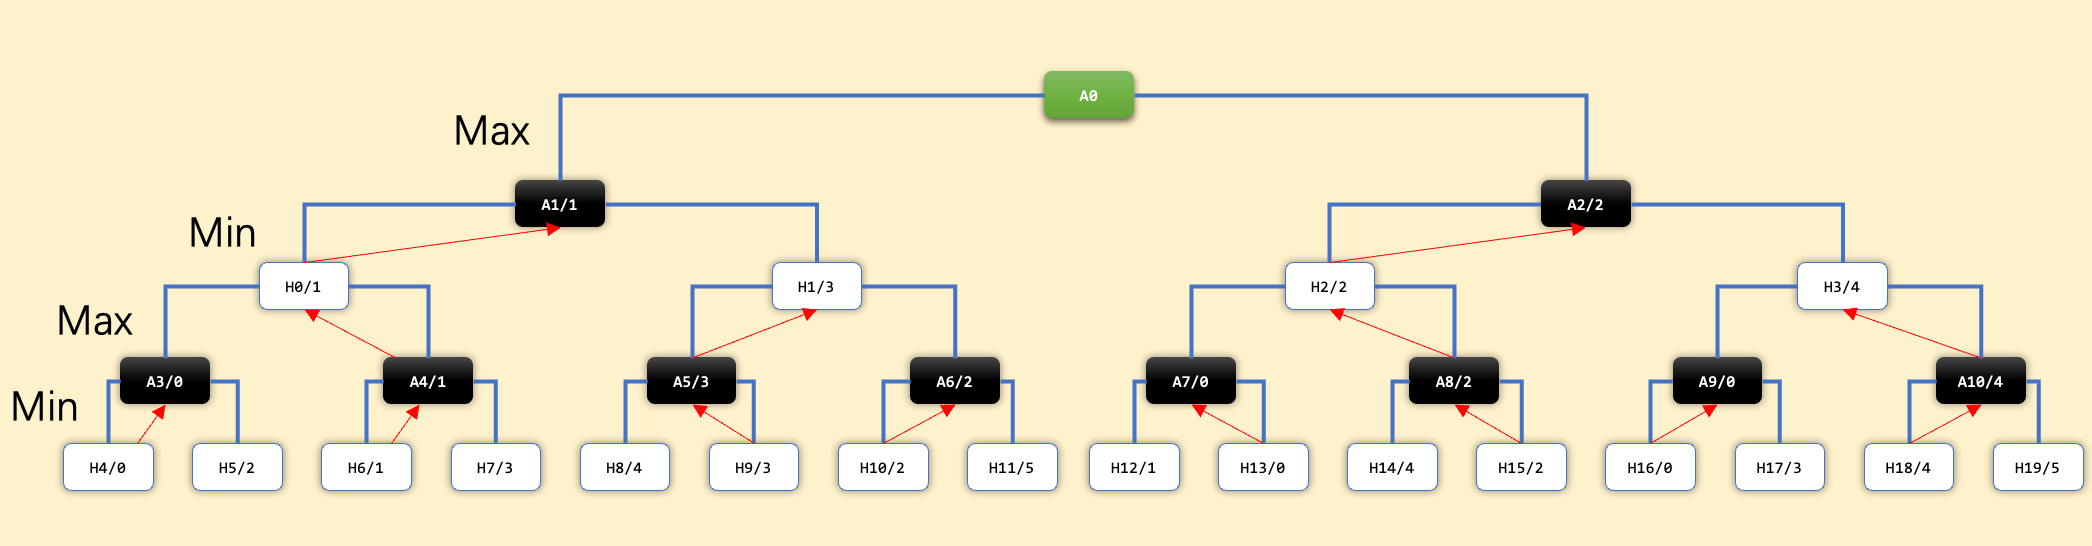 A0
Max
A1/1
A2/2
Min
H0/1
H1/3
H2/2
H3/4
Max
A3/0
A4/1
A5/3
A6/2
A7/0
A8/2
A9/0
A10/4
Min
H4/0
H5/2
H6/1
H7/3
H8/4
H9/3
H10/2
H11/5
H12/1
H13/0
H14/4
H15/2
H16/0
H17/3
H18/4
H19/5